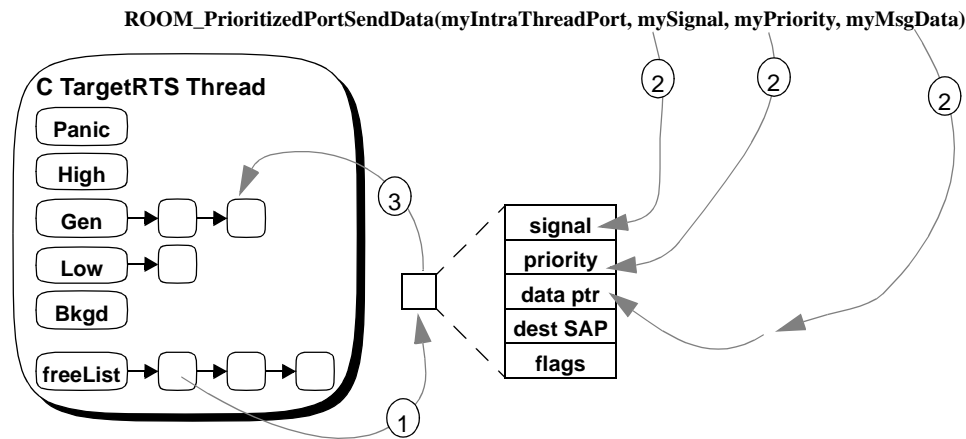 ROOM_PrioritizedPortSendData(myIntraThreadPort, mySignal, myPriority, myMsgData)
C TargetRTS Thread
Panic
High
Gen
Low
Bkgd
freeList
1
3
2
2
2
signal
priority
data ptr
dest SAP
flags